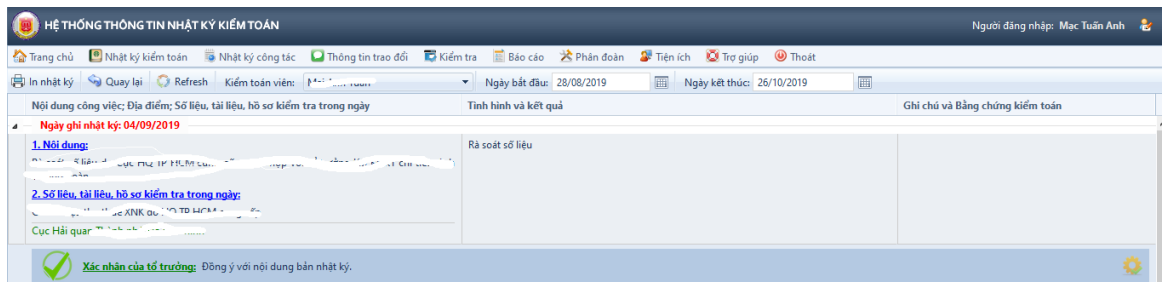 HỆ THỐNG THÔNG TIN NHẬT KÝ KIỂM TOÁN Người đăng nhập: Mạc Tuấn Anh
Trang chủ Nhật ký kiểm toán Nhật ký công tác Thông tin trao đổi Kiểm tra Báo cáo Phân đoàn Tiện ích Trợ giúp Thoát
In nhật ký Quay lại Refresh Kiểm toán viên: Ngày bắt đầu: 28/08/2019 Ngày kết thúc: 26/10/2019
Nội dung công việc; Địa điểm; Số liệu, tài liệu, hồ sơ kiểm tra trong ngày Tình hình và kết quả Ghi chú và Bằng chứng kiểm toán
Ngày ghi nhật ký: 04/09/2019
1. Nội dung: Rà soát số liệu
HQ TP HCM
2. Số liệu, tài liệu, hồ sơ kiểm tra trong ngày:
XNK do HCM
Cục Hải quan
Xác nhận của tổ trưởng: Đồng ý với nội dung bản nhật ký.